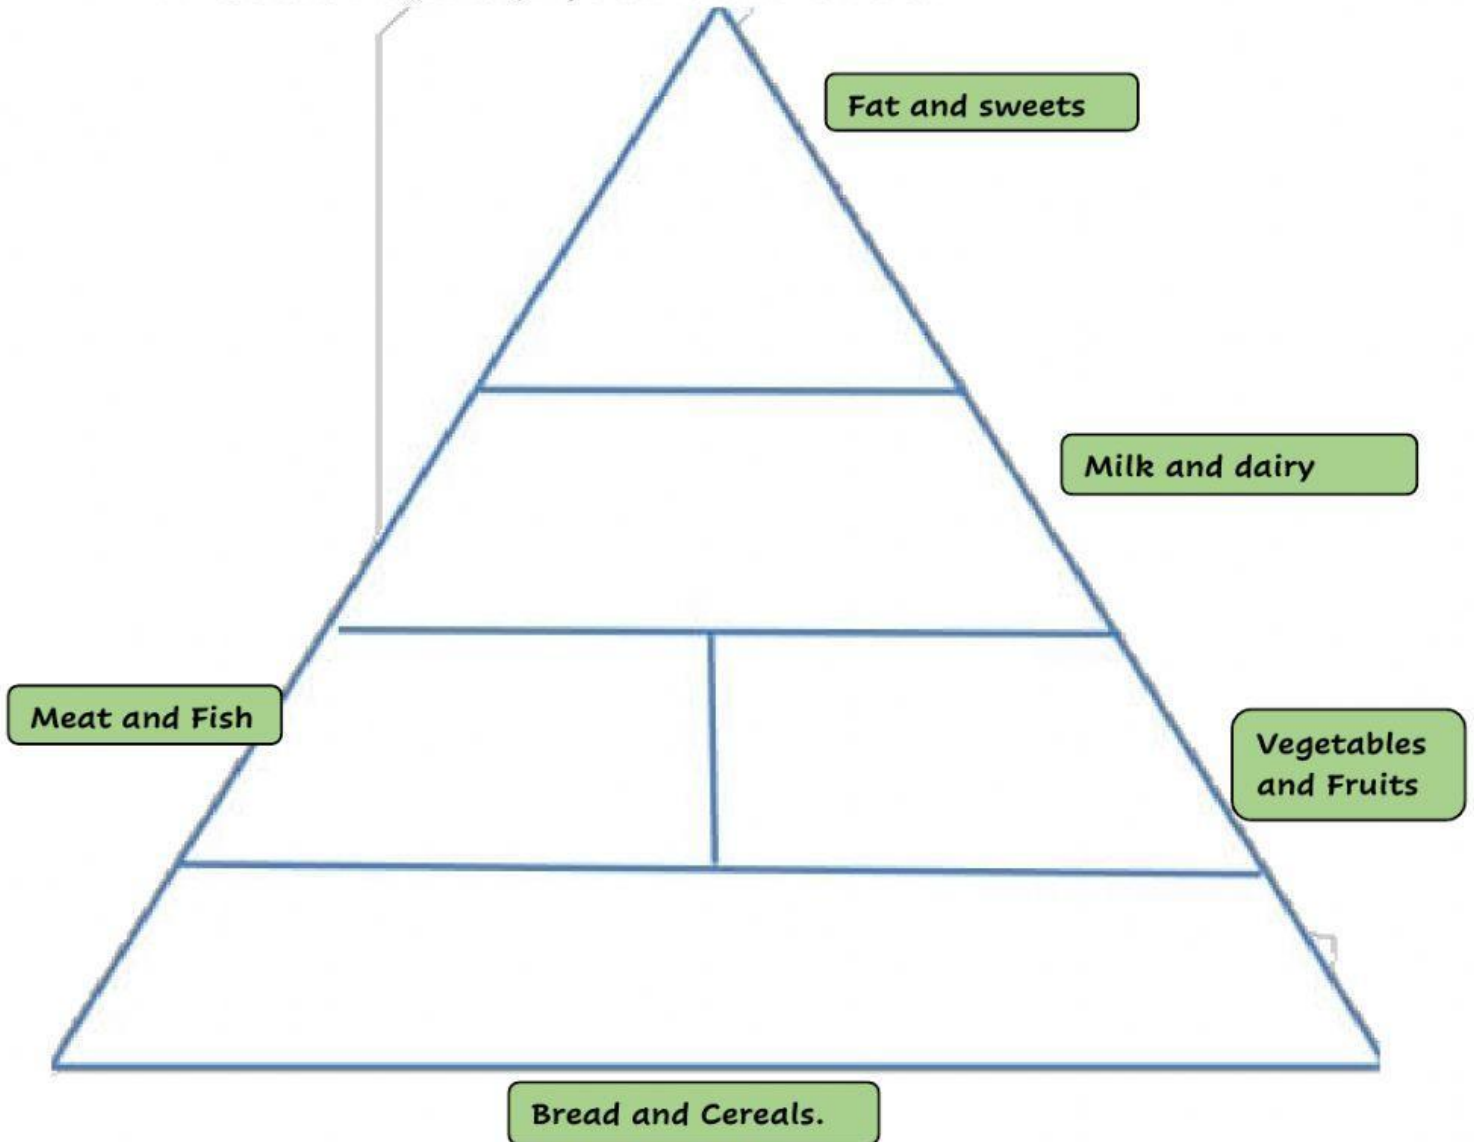 Fat and sweets
Milk and dairy
Meat and Fish
Vegetables
and Fruits
Bread and Cereals.